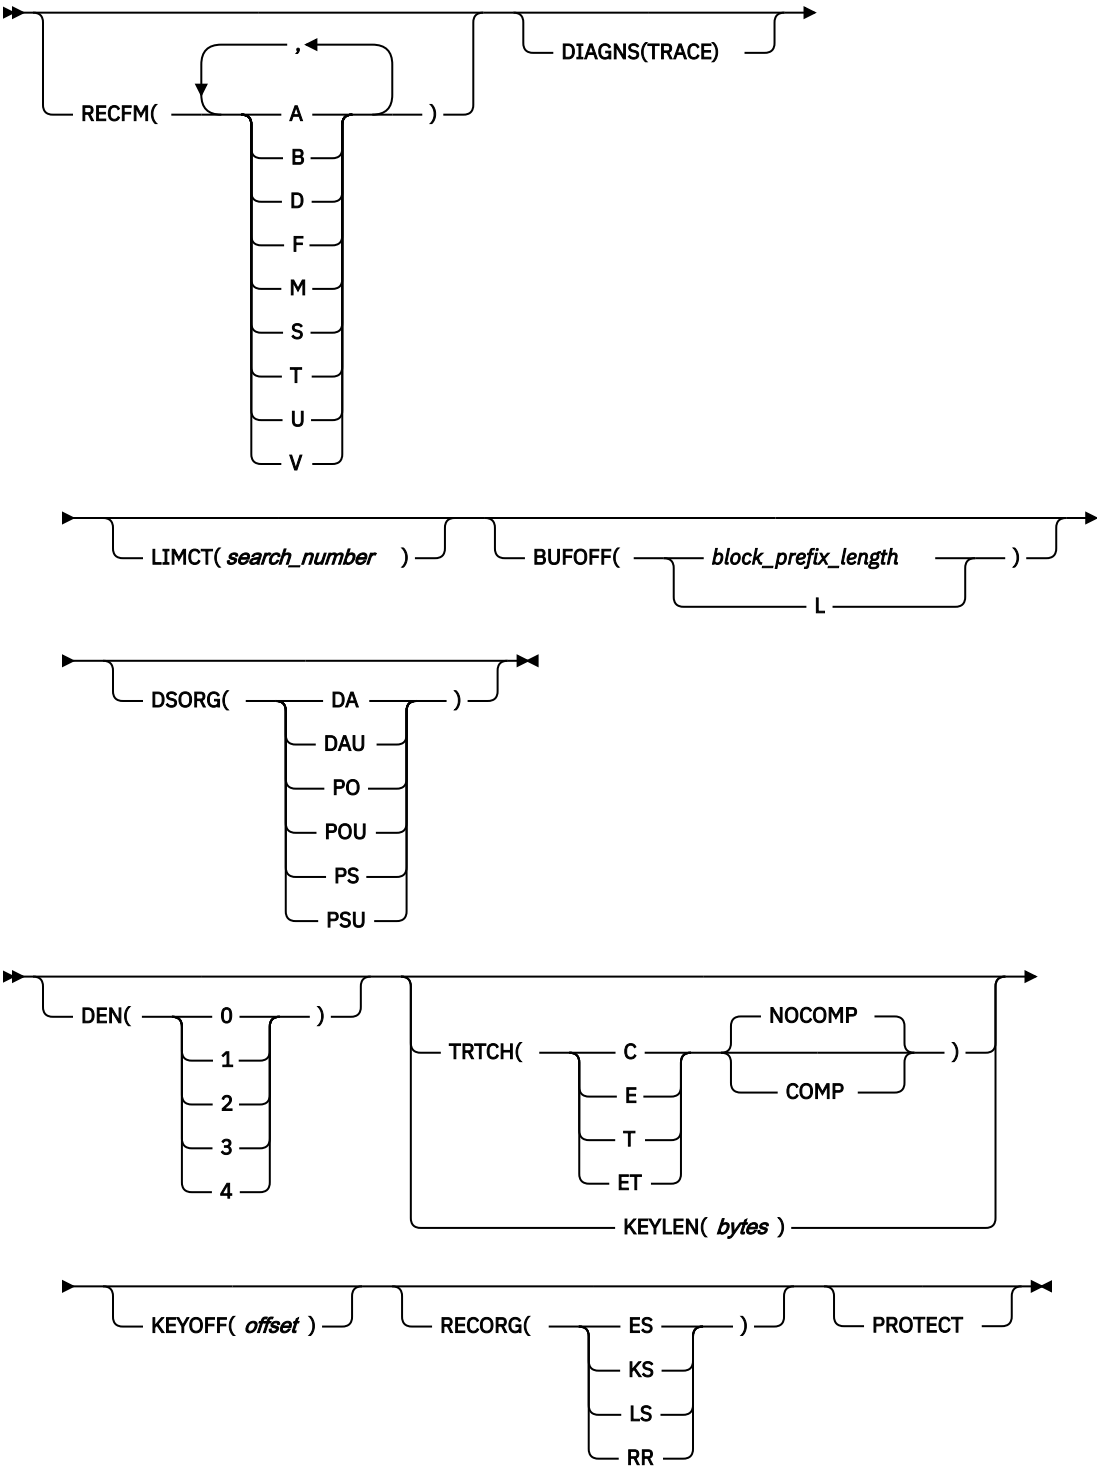 ,
DIAGNS(TRACE)
RECFM( A )
B
D
F
M
S
T
U
V
LIMCT( search_number ) BUFOFF( block_prefix_length )
L
DSORG( DA )
DAU
PO
POU
PS
PSU
DEN( 0 )
1
2
3
4
NOCOMP
TRTCH( C )
COMP
E
T
ET
KEYLEN( bytes )
KEYOFF( offset ) RECORG( ES ) PROTECT
KS
LS
RR